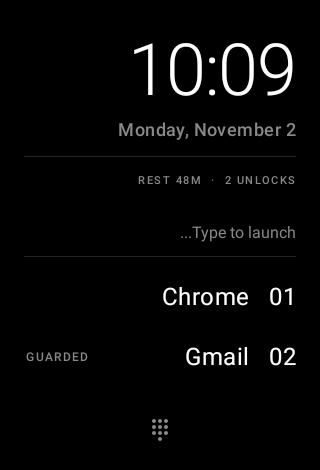 10:09
Monday, November 2
REST 48M · 2 UNLOCKS
...Type to launch
Chrome 01
GUARDED Gmail 02